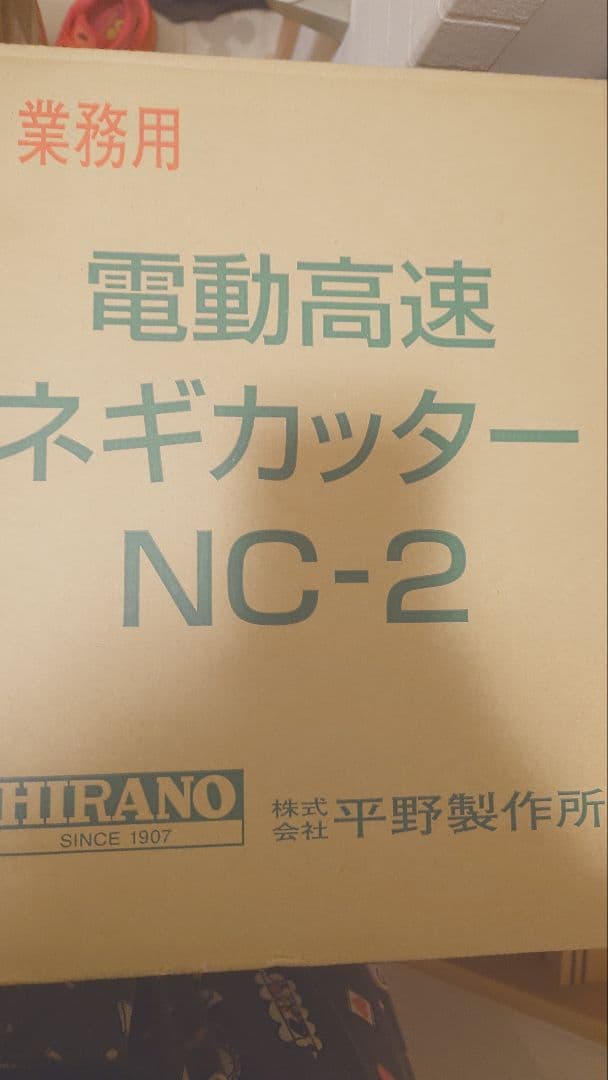 業務用
電動高速
ネギカッター
NC-2
HIRANO
SINCE 1907
株式会社 平野製作所